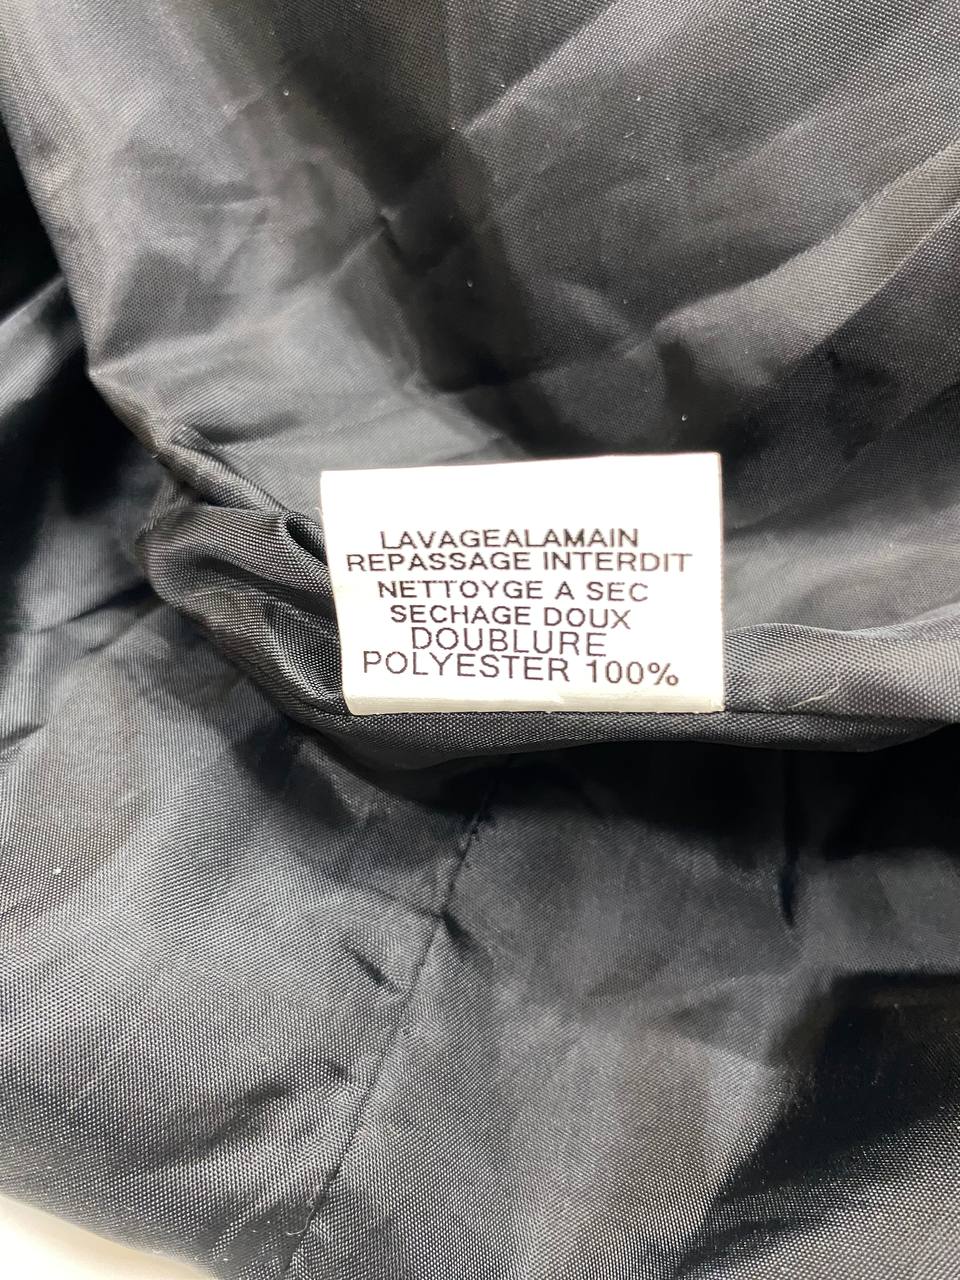 LAVAGEALAMAIN
REPASSAGE INTERDIT
NETTOYGE A SEC
SECHAGE DOUX
DOUBLURE
POLYESTER 100%